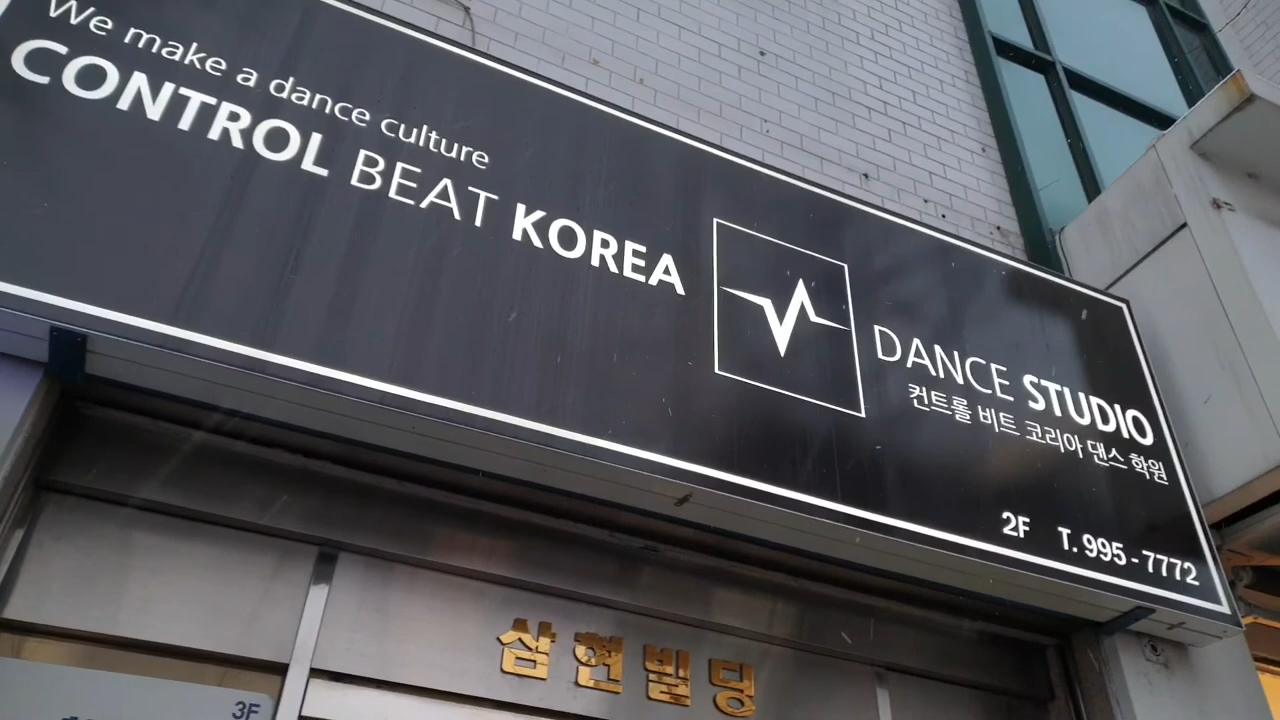 We make a dance culture
CONTROL BEAT KOREA
DANCE STUDIO
컨트롤 비트 코리아 댄스 학원
2F T. 995-7772
삼현빌딩
3F